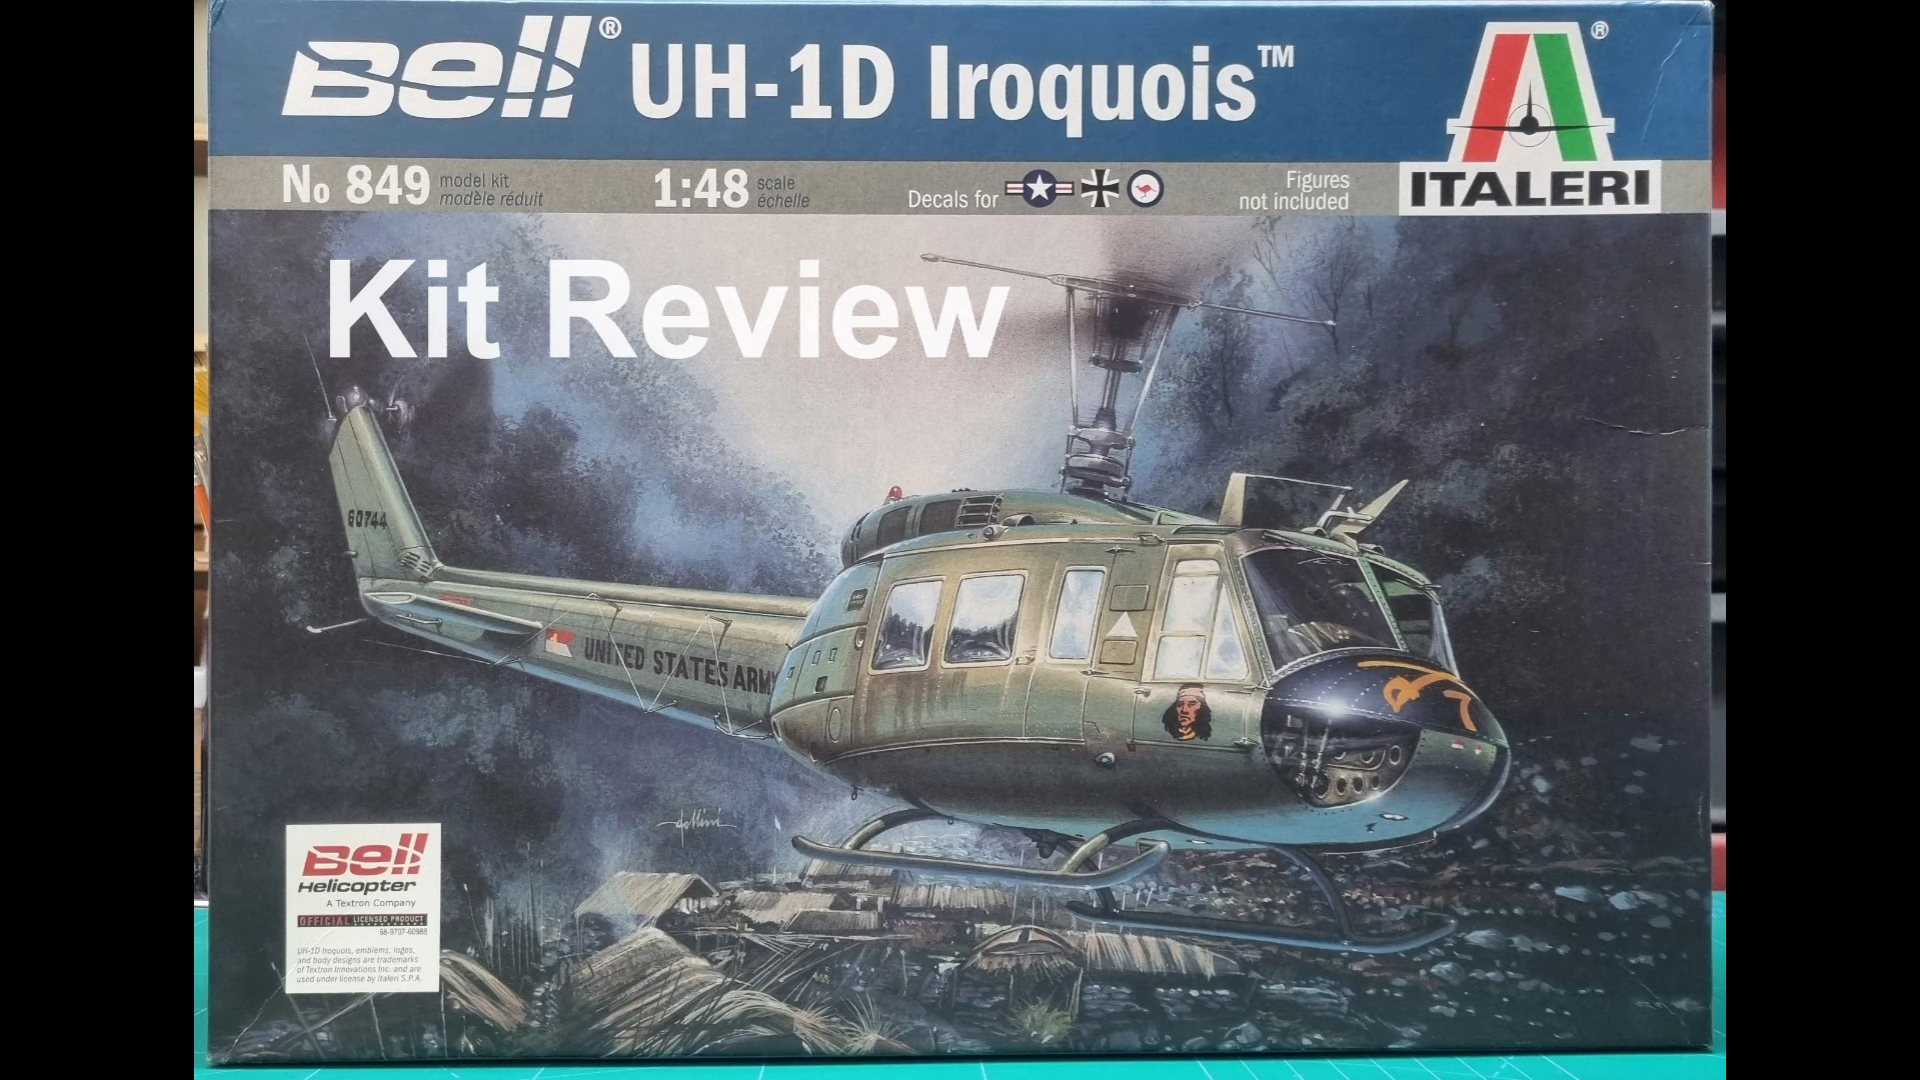 Bell® UH-1D Iroquois™
®
No 849 model kit
modèle réduit
1:48 scale
échelle
Decals for
Figures
not included
ITALERI
Kit Review
60744
UNITED STATES ARMY
Bell
Helicopter
A Textron Company
OFFICIAL LICENSED PRODUCT
UH-1D Iroquois, emblems, logos,
and body designs are trademarks
of Textron Innovations Inc. and are
used under license by Italeri S.P.A.